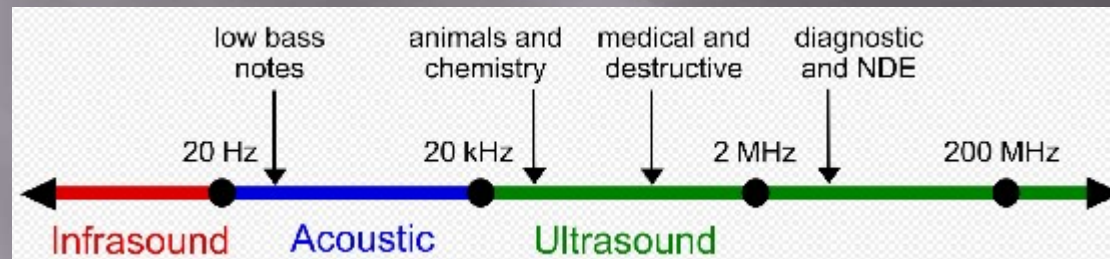 low bass
notes
animals and
chemistry
medical and
destructive
diagnostic
and NDE
20 Hz
20 kHz
2 MHz
200 MHz
Infrasound
Acoustic
Ultrasound